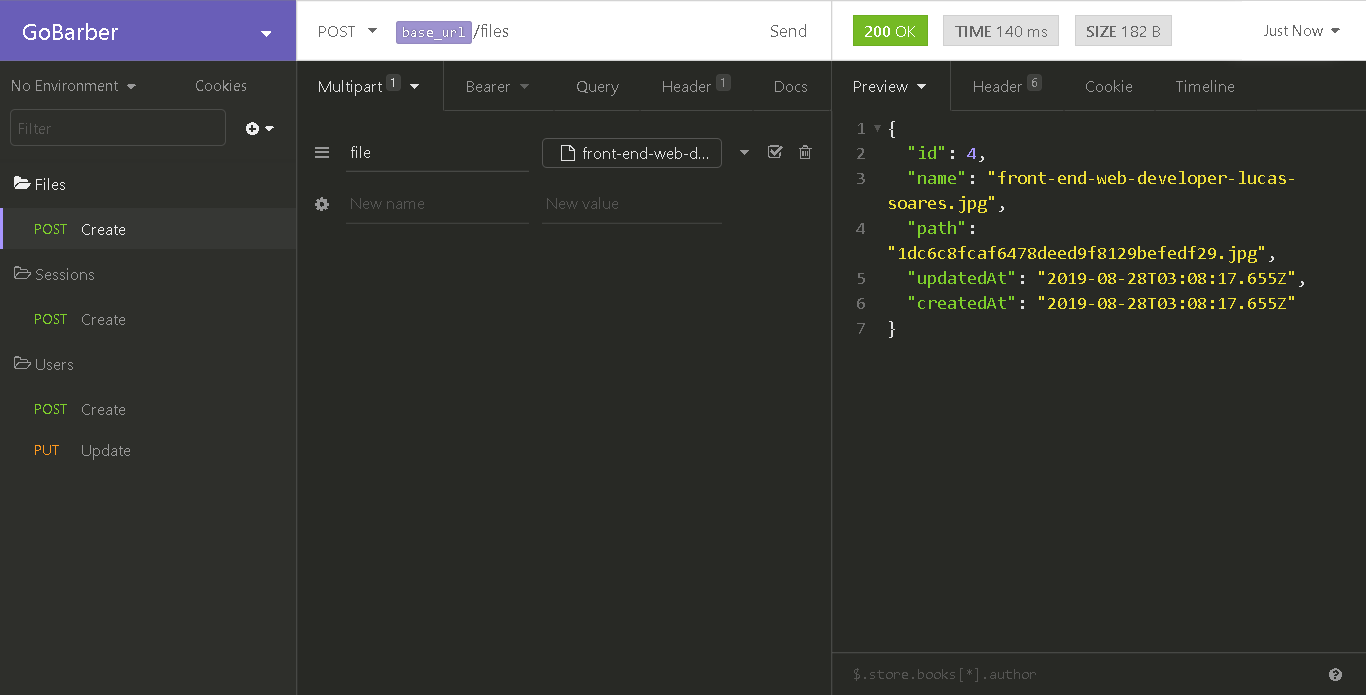 GoBarber
POST base_url/files Send
200 OK TIME 140 ms SIZE 182 B Just Now
No Environment Cookies
Multipart 1 Bearer Query Header 1 Docs
Preview Header 6 Cookie Timeline
Filter
Files
POST Create
Sessions
POST Create
Users
POST Create
PUT Update
file front-end-web-d...
New name New value
1 {
2 "id": 4,
3 "name": "front-end-web-developer-lucas-
soares.jpg",
4 "path":
"1dc6c8fcaf6478deed9f8129befedf29.jpg",
5 "updatedAt": "2019-08-28T03:08:17.655Z",
6 "createdAt": "2019-08-28T03:08:17.655Z"
7 }
$.store.books[*].author